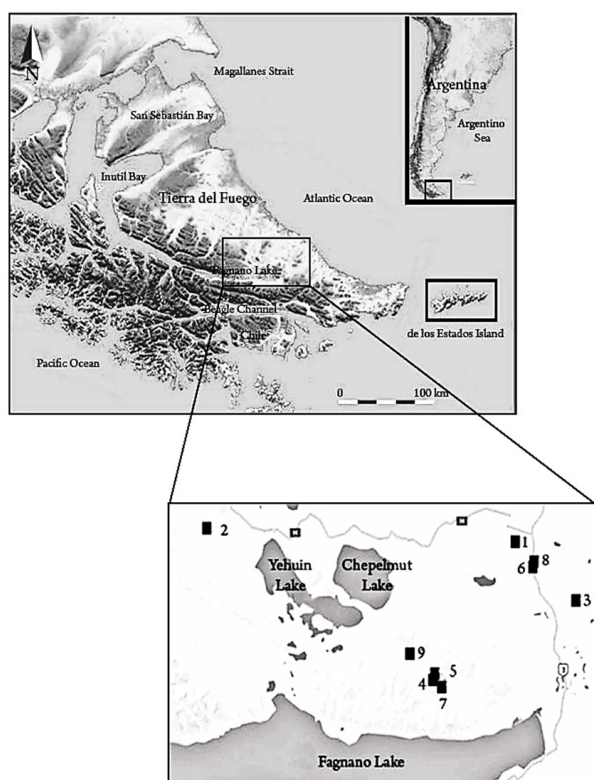 N
Magallanes Strait
Argentina
San Sebastián Bay
Argentino
Sea
Inutil Bay
Tierra del Fuego
Atlantic Ocean
Fagnano Lake
Beagle Channel
de los Estados Island
Chile
Pacific Ocean
0 100 km
2
1
Yehuin
Lake
Chepelmut
Lake
8
6
3
9
5
4
3
7
Fagnano Lake